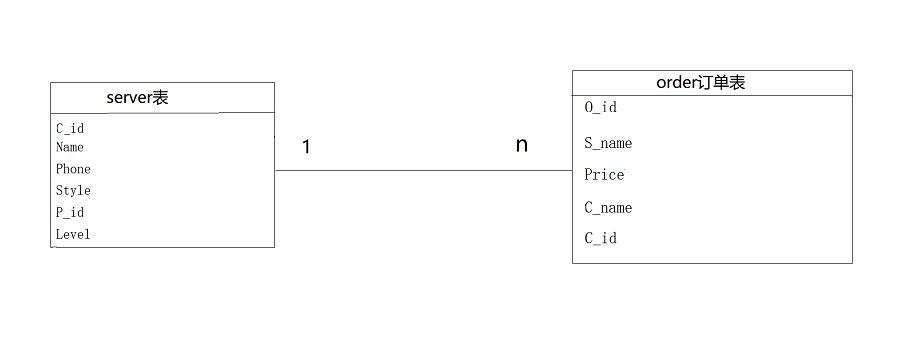 server表
C_id
Name
Phone
Style
P_id
Level
1
n
order订单表
O_id
S_name
Price
C_name
C_id